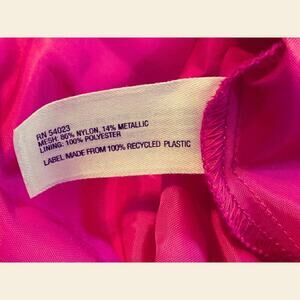 RN 54023
MESH: 86% NYLON, 14% METALLIC
LINING: 100% POLYESTER
LABEL MADE FROM 100% RECYCLED PLASTIC